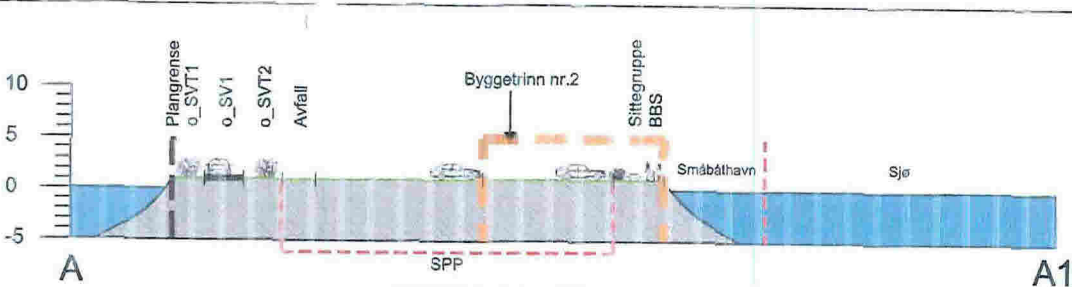 10
5
0
-5
Plangrense
o_SVT1
o_SV1
o_SVT2
Avfall
Byggetrinn nr.2
Sittegruppe
BBS
Småbåthavn
Sjø
SPP
A
A1